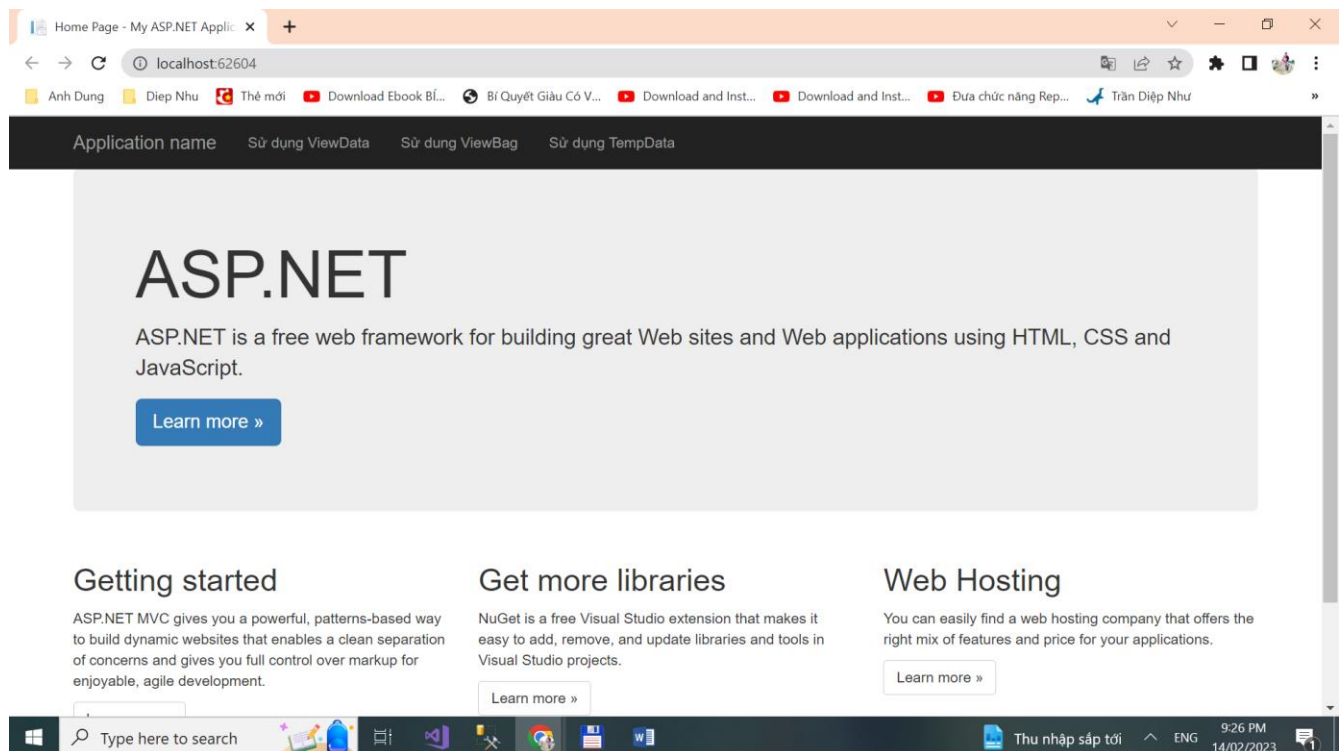 Home Page - My ASP.NET Applic
localhost:62604
Anh Dung Diep Nhu Thẻ mới Download Ebook BÍ... Bí Quyết Giàu Có V... Download and Inst... Download and Inst... Đưa chức năng Rep... Trần Diệp Như »
Application name Sử dụng ViewData Sử dung ViewBag Sử dụng TempData
ASP.NET
ASP.NET is a free web framework for building great Web sites and Web applications using HTML, CSS and
JavaScript.
Learn more »
Getting started
ASP.NET MVC gives you a powerful, patterns-based way
to build dynamic websites that enables a clean separation
of concerns and gives you full control over markup for
enjoyable, agile development.
Get more libraries
NuGet is a free Visual Studio extension that makes it
easy to add, remove, and update libraries and tools in
Visual Studio projects.
Learn more »
Web Hosting
You can easily find a web hosting company that offers the
right mix of features and price for your applications.
Learn more »
Type here to search
Thu nhập sắp tới
ENG
9:26 PM
14/02/2023
1